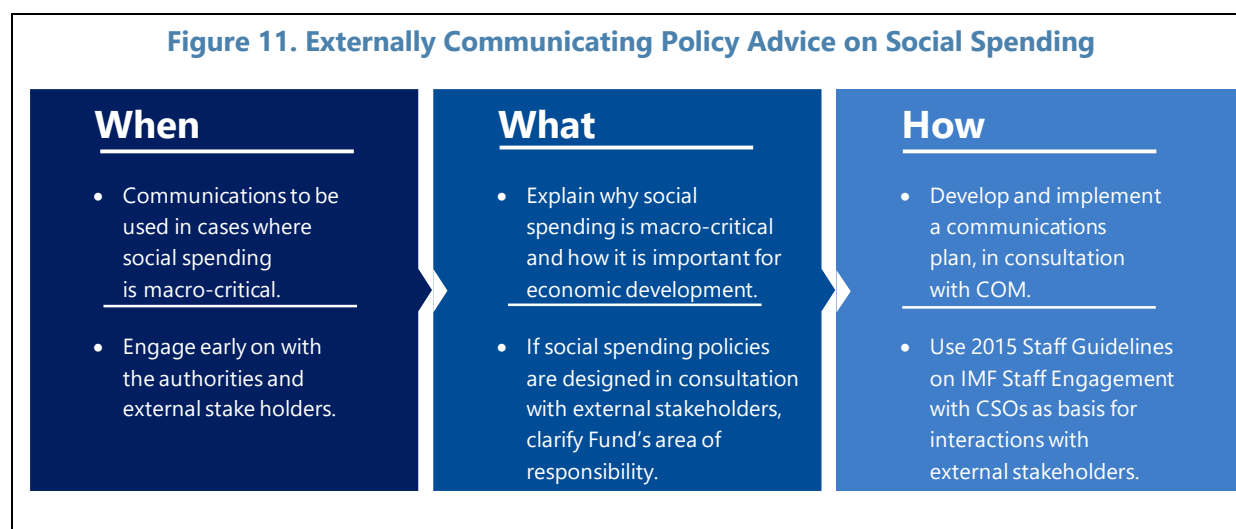 Figure 11. Externally Communicating Policy Advice on Social Spending
When
• Communications to be
used in cases where
social spending
is macro-critical.
• Engage early on with
the authorities and
external stake holders.
What
• Explain why social
spending is macro-critical
and how it is important for
economic development.
• If social spending policies
are designed in consultation
with external stakeholders,
clarify Fund's area of
responsibility.
How
• Develop and implement
a communications
plan, in consultation
with COM.
• Use 2015 Staff Guidelines
on IMF Staff Engagement
with CSOs as basis for
interactions with
external stakeholders.